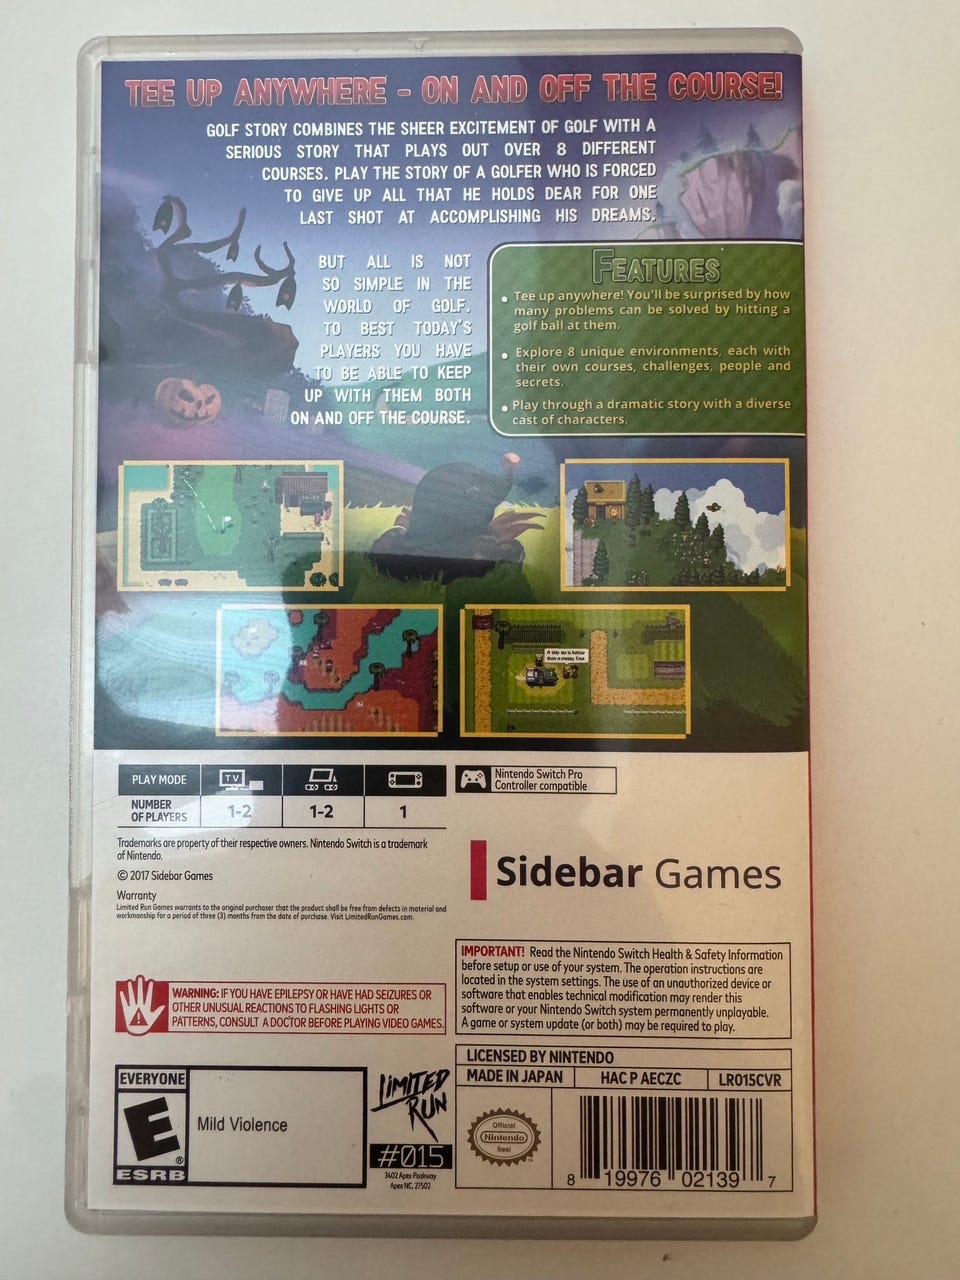 TEE UP ANYWHERE - ON AND OFF THE COURSE!
GOLF STORY COMBINES THE SHEER EXCITEMENT OF GOLF WITH A
SERIOUS STORY THAT PLAYS OUT OVER 8 DIFFERENT
COURSES. PLAY THE STORY OF A GOLFER WHO IS FORCED
TO GIVE UP ALL THAT HE HOLDS DEAR FOR ONE
LAST SHOT AT ACCOMPLISHING HIS DREAMS.
BUT ALL IS NOT
SO SIMPLE IN THE
WORLD OF GOLF.
TO BEST TODAY'S
PLAYERS YOU HAVE
TO BE ABLE TO KEEP
UP WITH THEM BOTH
ON AND OFF THE COURSE.
FEATURES
• Tee up anywhere! You'll be surprised by how
many problems can be solved by hitting a
golf ball at them.
• Explore 8 unique environments, each with
their own courses, challenges, people and
secrets.
• Play through a dramatic story with a diverse
cast of characters.
PLAY MODE
TV
NUMBER
OF PLAYERS
1-2
1-2
1
Nintendo Switch Pro
Controller compatible
Trademarks are property of their respective owners. Nintendo Switch is a trademark
of Nintendo.
© 2017 Sidebar Games
Warranty
Limited Run Games warrants to the original purchaser that the product shall be free from defects in material and
workmanship for a period of three (3) months from the date of purchase. Visit LimitedRunGames.com.
Sidebar Games
IMPORTANT! Read the Nintendo Switch Health & Safety Information
before setup or use of your system. The operation instructions are
located in the system settings. The use of an unauthorized device or
software that enables technical modification may render this
software or your Nintendo Switch system permanently unplayable.
A game or system update (or both) may be required to play.
WARNING: IF YOU HAVE EPILEPSY OR HAVE HAD SEIZURES OR
OTHER UNUSUAL REACTIONS TO FLASHING LIGHTS OR
PATTERNS, CONSULT A DOCTOR BEFORE PLAYING VIDEO GAMES.
LICENSED BY NINTENDO
MADE IN JAPAN HAC P AECZC LR015CVR
EVERYONE
E
®
ESRB
Mild Violence
LIMITED
RUN
#015
3402 Apex Peakway
Apex NC, 27502
Official
Nintendo
Seal
8 19976 02139 7